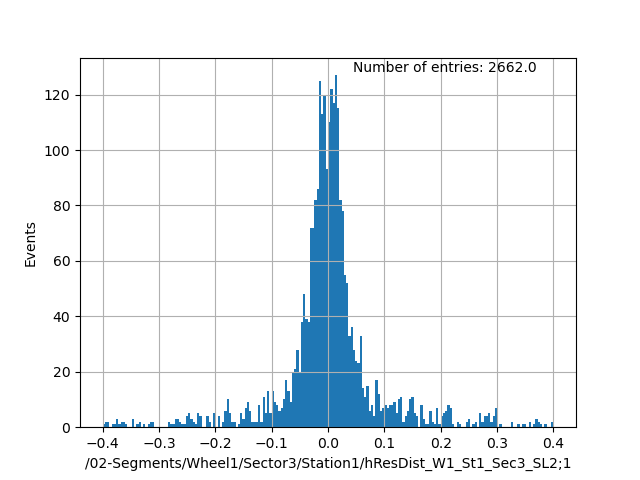 Number of entries: 2662.0
120
100
80
60
40
20
0
Events
−0.4 −0.3 −0.2 −0.1 0.0 0.1 0.2 0.3 0.4
/02-Segments/Wheel1/Sector3/Station1/hResDist_W1_St1_Sec3_SL2;1